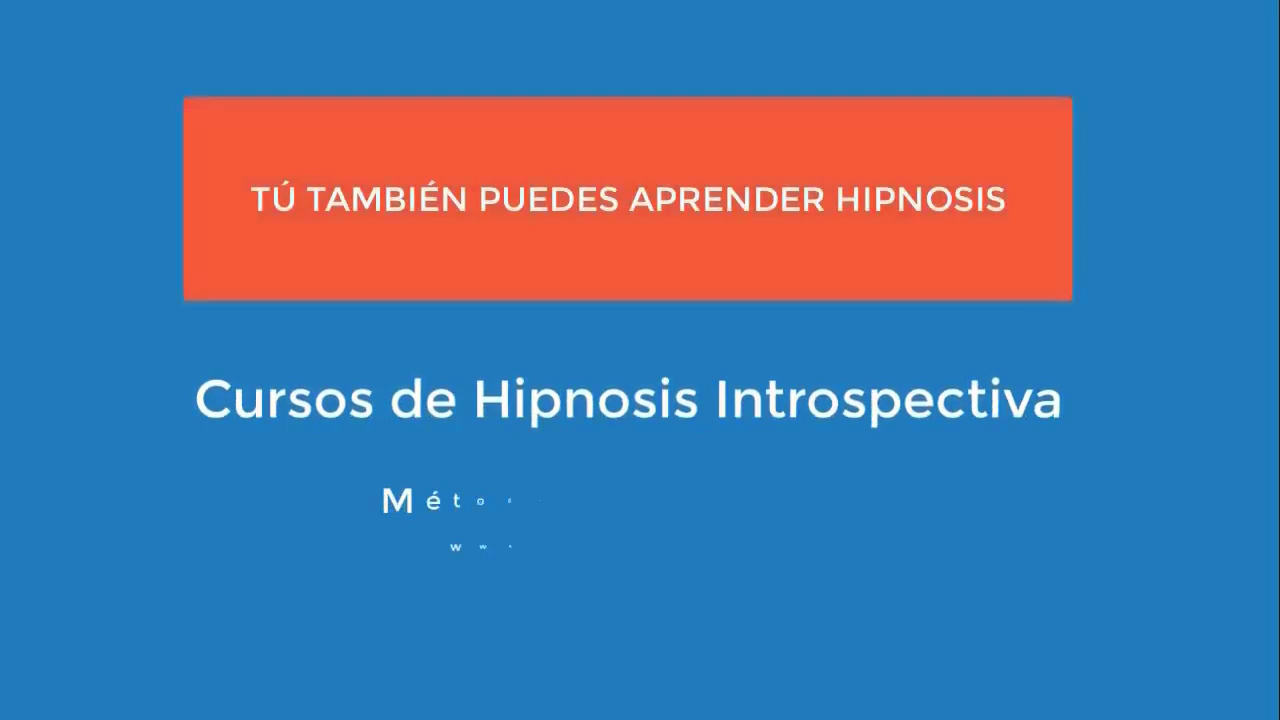 TÚ TAMBIÉN PUEDES APRENDER HIPNOSIS
Cursos de Hipnosis Introspectiva